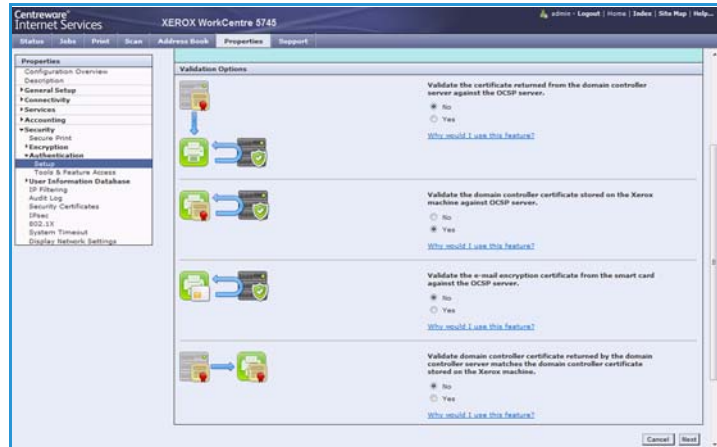 Centreware®
Internet Services
XEROX WorkCentre 5745
admin - Logout | Home | Index | Site Map | Help...
Status Jobs Print Scan Address Book Properties Support
Properties
Configuration Overview
Description
General Setup
Connectivity
Services
Accounting
Security
Secure Print
Encryption
Authentication
Setup
Tools & Feature Access
User Information Database
IP Filtering
Audit Log
Security Certificates
IPsec
802.1X
System Timeout
Display Network Settings
Validation Options
Validate the certificate returned from the domain controller
server against the OCSP server.
No
Yes
Why would I use this feature?
Validate the domain controller certificate stored on the Xerox
machine against OCSP server.
No
Yes
Why would I use this feature?
Validate the e-mail encryption certificate from the smart card
against the OCSP server.
No
Yes
Why would I use this feature?
Validate domain controller certificate returned by the domain
controller server matches the domain controller certificate
stored on the Xerox machine.
No
Yes
Why would I use this feature?
Cancel Next